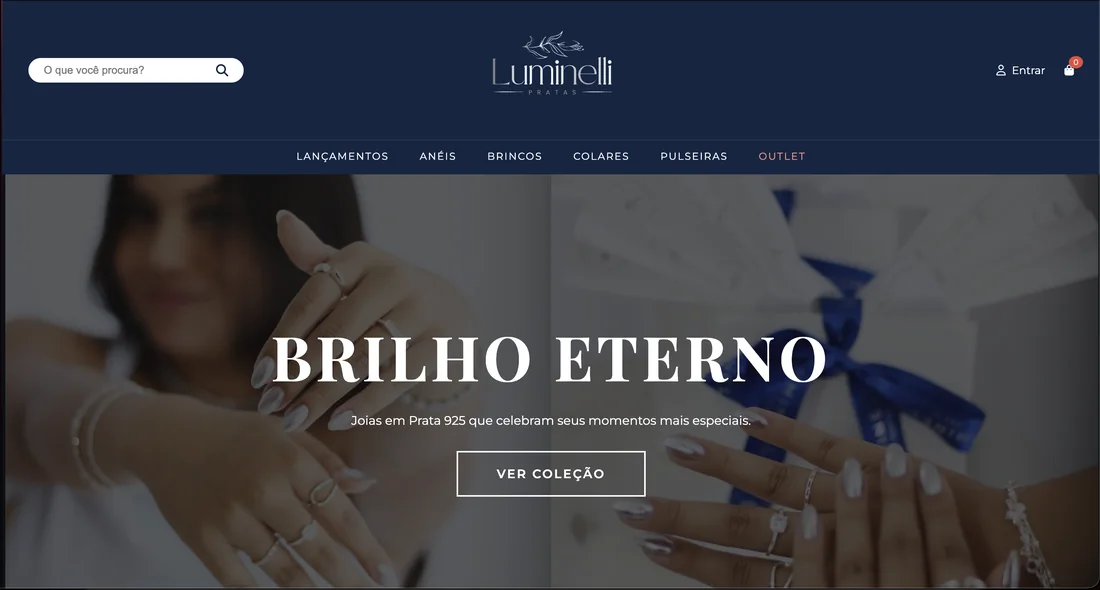 O que você procura?
Luminelli
PRATAS
Entrar
0
LANÇAMENTOS
ANÉIS
BRINCOS
COLARES
PULSEIRAS
OUTLET
BRILHO ETERNO
Joias em Prata 925 que celebram seus momentos mais especiais.
VER COLEÇÃO